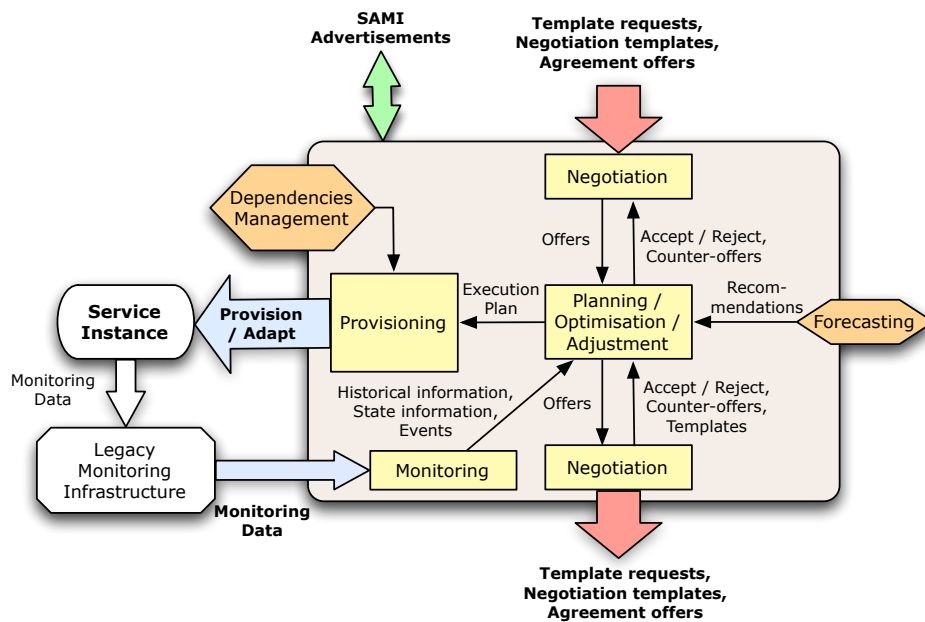 SAMI
Advertisements
Template requests,
Negotiation templates,
Agreement offers
Negotiation
Dependencies
Management
Offers
Accept / Reject,
Counter-offers
Service
Instance
Provision
/ Adapt
Provisioning
Execution
Plan
Planning /
Optimisation /
Adjustment
Recom-
mendations
Forecasting
Monitoring
Data
Historical information,
State information,
Events
Offers
Accept / Reject,
Counter-offers,
Templates
Legacy
Monitoring
Infrastructure
Monitoring
Data
Monitoring
Negotiation
Template requests,
Negotiation templates,
Agreement offers